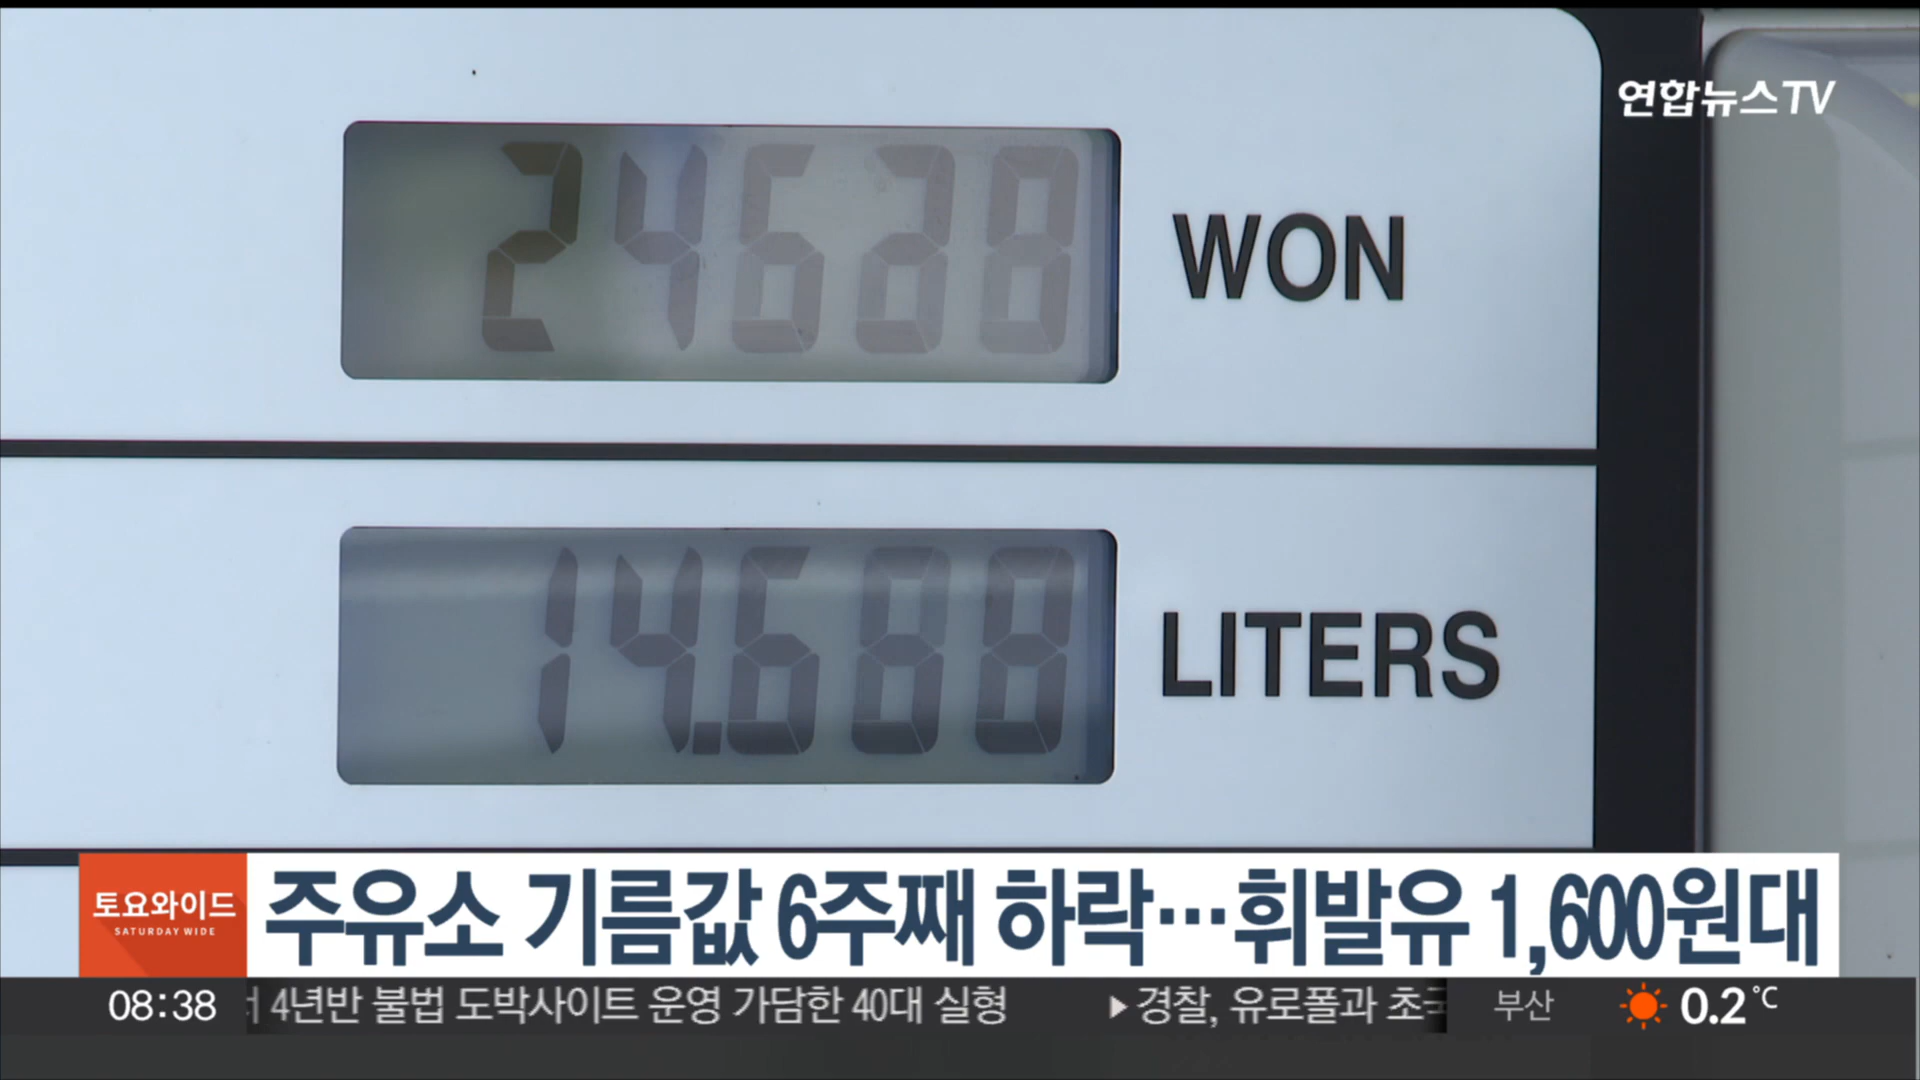 연합뉴스TV
WON
14.688
LITERS
토요와이드
SATURDAY WIDE
주유소 기름값 6주째 하락…휘발유 1,600원대
08:38
4년반 불법 도박사이트 운영 가담한 40대 실형 ▶경찰, 유로폴과
부산 0.2℃